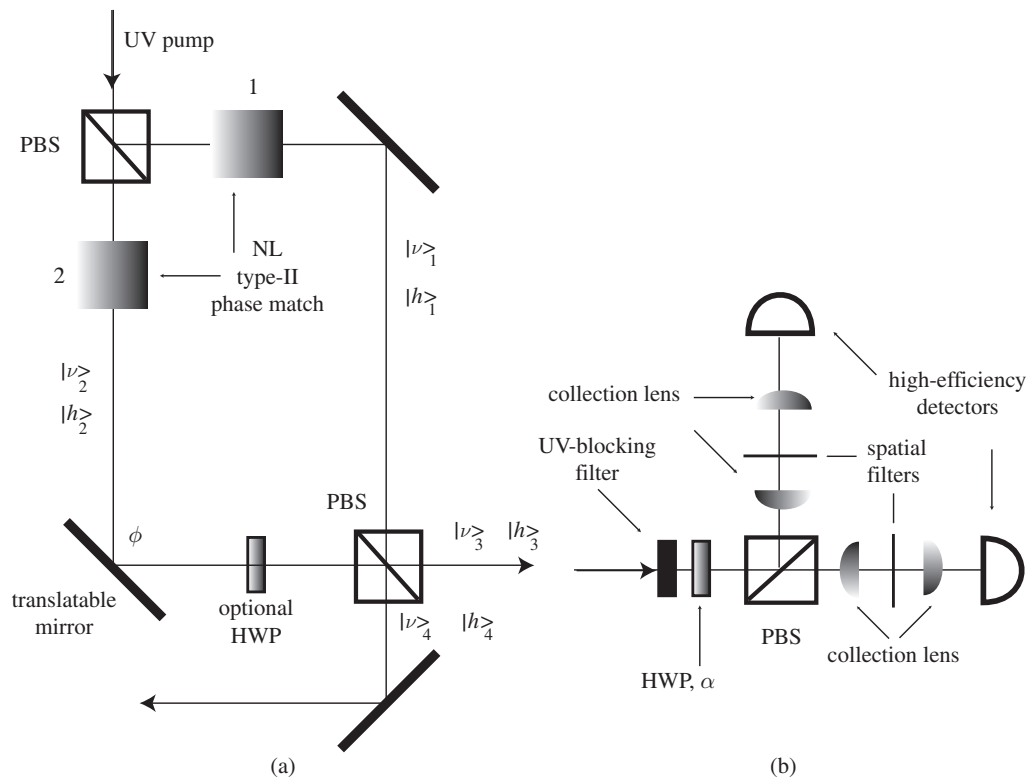 UV pump
1
PBS
NL
type-II
phase match
2
|ν>₁
|h>₁
|ν>₂
|h>₂
ϕ
translatable
mirror
optional
HWP
PBS
|ν>₃ |h>₃
|ν>₄ |h>₄
(a)
collection lens
high-efficiency
detectors
UV-blocking
filter
spatial
filters
PBS
collection lens
HWP, α
(b)